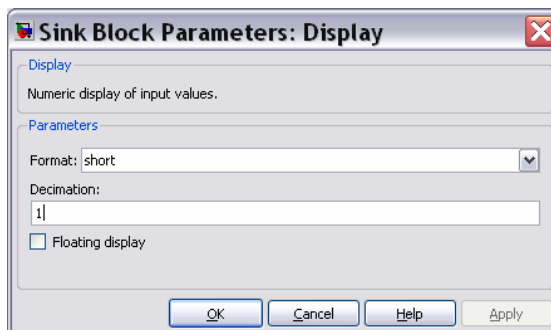 Sink Block Parameters: Display
Display
Numeric display of input values.
Parameters
Format: short
Decimation:
1
Floating display
OK Cancel Help Apply